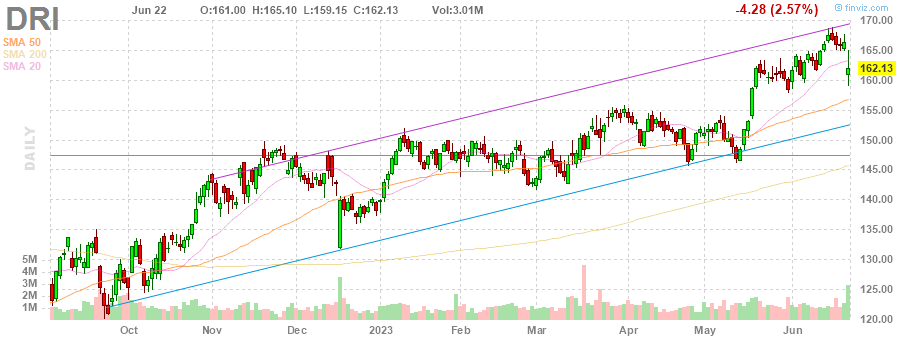 DRI Jun 22 O:161.00 H:165.10 L:159.15 C:162.13 Vol:3.01M -4.28 (2.57%)
© finviz.com
SMA 50
SMA 200
SMA 20
170.00
165.00
162.13
160.00
155.00
150.00
145.00
140.00
135.00
130.00
125.00
120.00
DAILY
5M
4M
3M
2M
1M
Oct Nov Dec 2023 Feb Mar Apr May Jun